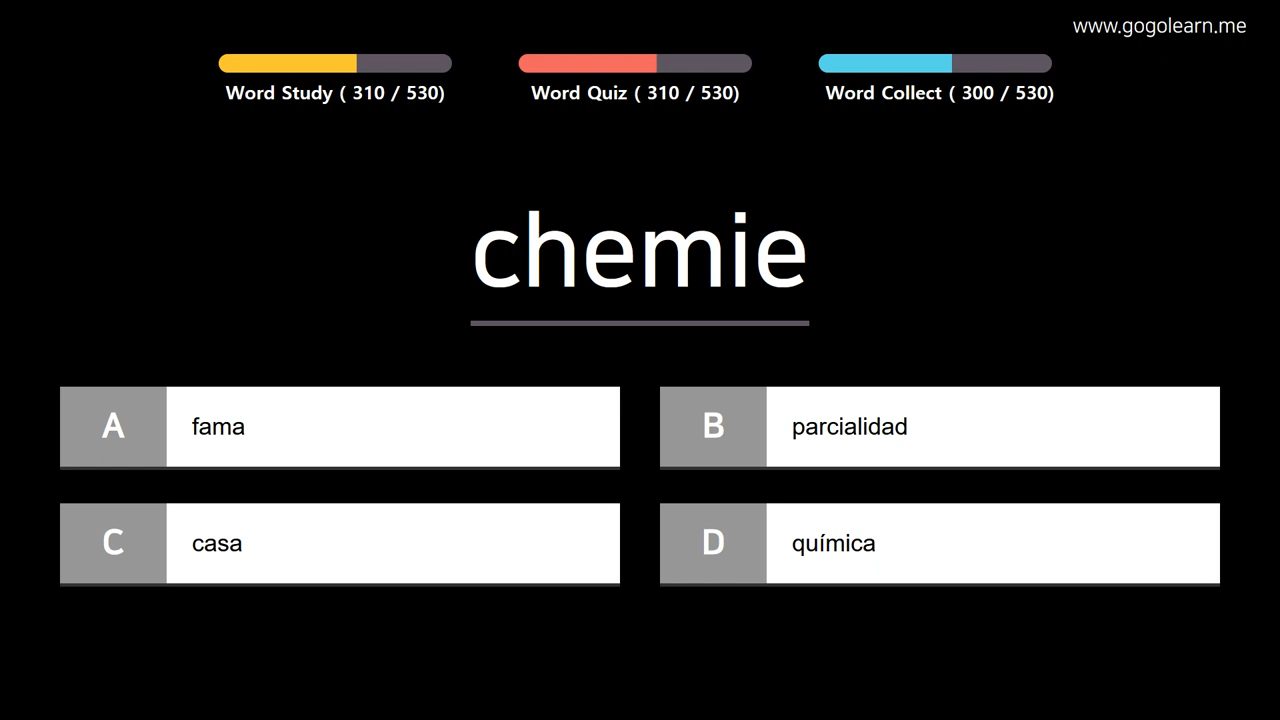 www.gogolearn.me
Word Study ( 310 / 530)
Word Quiz ( 310 / 530)
Word Collect ( 300 / 530)
chemie
A fama
B parcialidad
C casa
D química